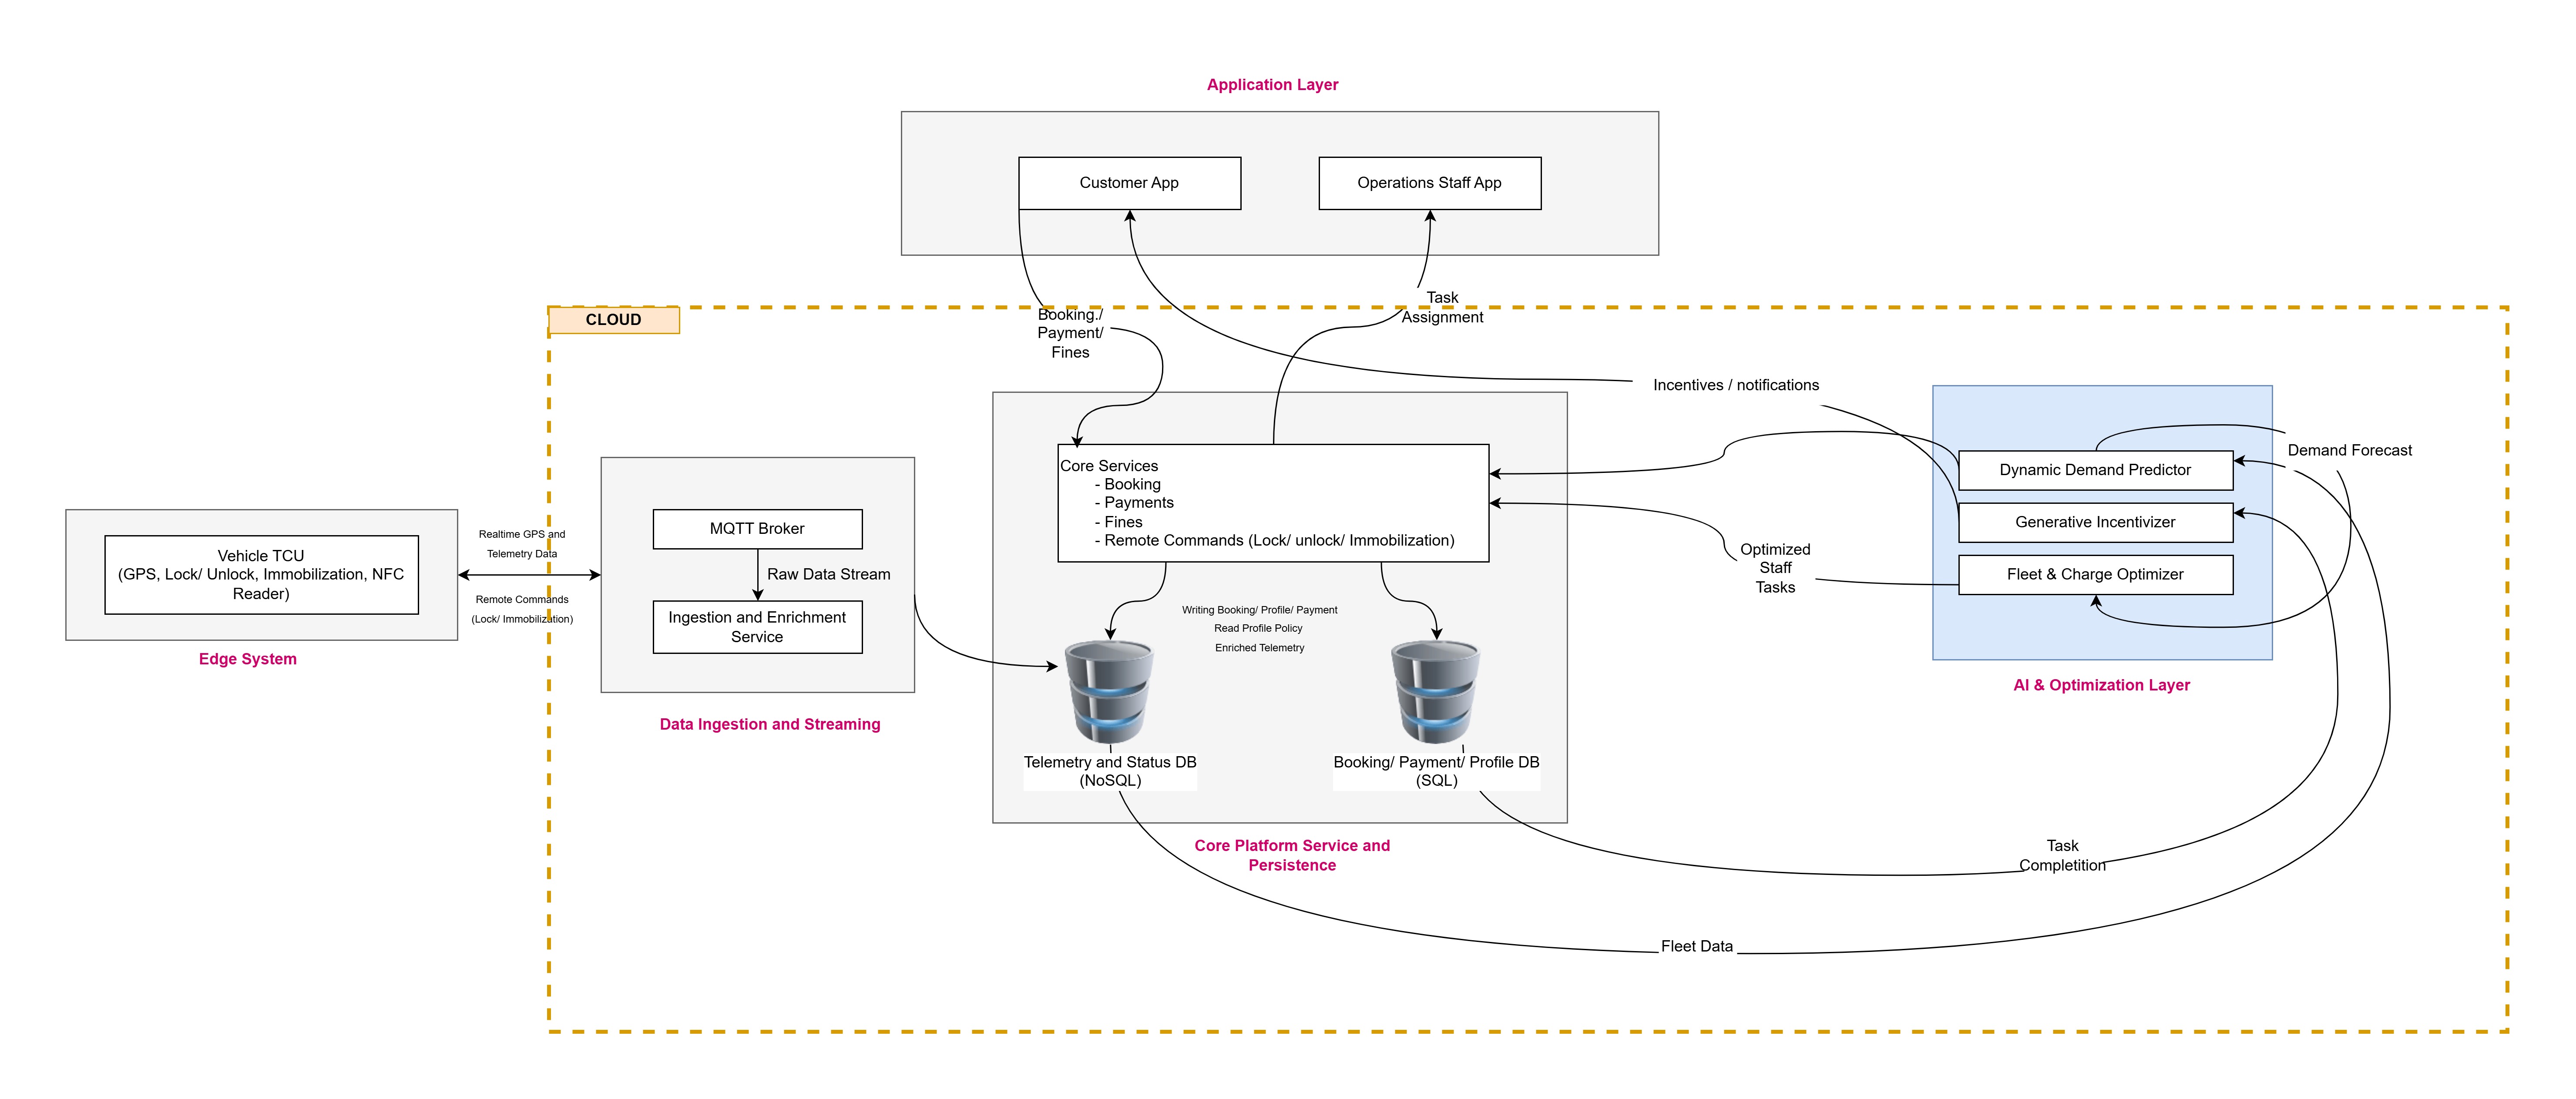 Application Layer
Customer App
Operations Staff App
Task
Assignment
Booking./
Payment/
Fines
CLOUD
Incentives / notifications
Demand Forecast
Core Services
- Booking
- Payments
- Fines
- Remote Commands (Lock/ unlock/ Immobilization)
Dynamic Demand Predictor
Generative Incentivizer
Fleet & Charge Optimizer
Optimized
Staff
Tasks
AI & Optimization Layer
MQTT Broker
Raw Data Stream
Ingestion and Enrichment
Service
Data Ingestion and Streaming
Realtime GPS and
Telemetry Data
Remote Commands
(Lock/ Immobilization)
Vehicle TCU
(GPS, Lock/ Unlock, Immobilization, NFC
Reader)
Edge System
Writing Booking/ Profile/ Payment
Read Profile Policy
Enriched Telemetry
Telemetry and Status DB
(NoSQL)
Booking/ Payment/ Profile DB
(SQL)
Core Platform Service and
Persistence
Task
Completition
Fleet Data